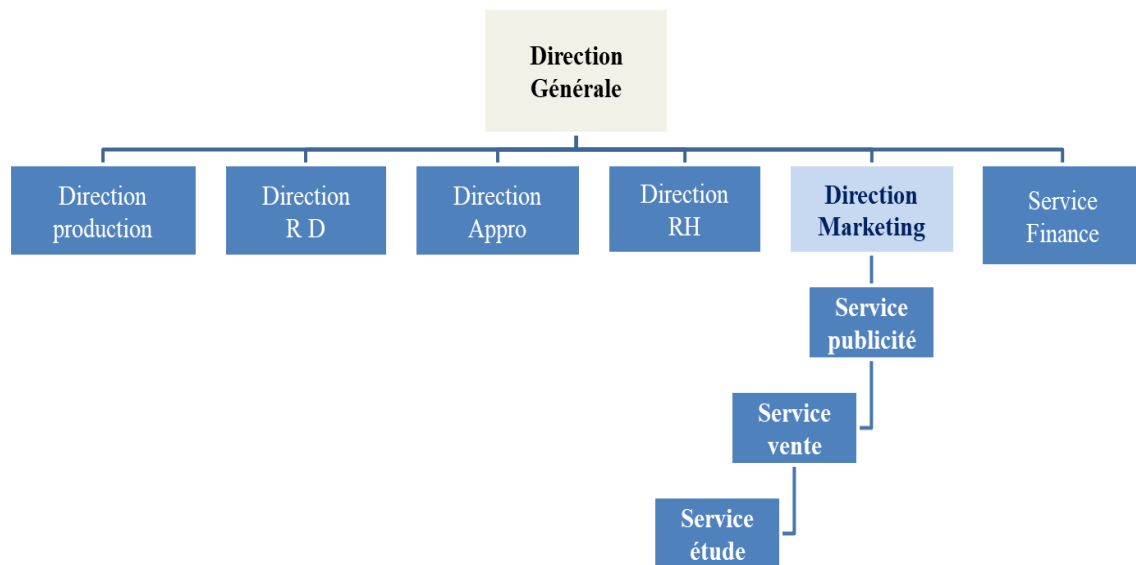 Direction
Générale
Direction
production
Direction
R D
Direction
Appro
Direction
RH
Direction
Marketing
Service
Finance
Service
publicité
Service
vente
Service
étude